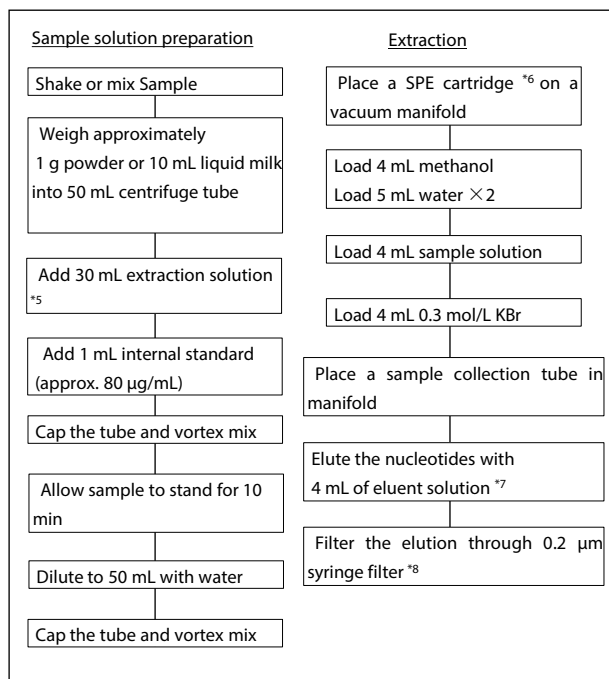 Sample solution preparation
Shake or mix Sample
Weigh approximately
1 g powder or 10 mL liquid milk
into 50 mL centrifuge tube
Add 30 mL extraction solution
*5
Add 1 mL internal standard
(approx. 80 μg/mL)
Cap the tube and vortex mix
Allow sample to stand for 10
min
Dilute to 50 mL with water
Cap the tube and vortex mix
Extraction
Place a SPE cartridge *6 on a
vacuum manifold
Load 4 mL methanol
Load 5 mL water ×2
Load 4 mL sample solution
Load 4 mL 0.3 mol/L KBr
Place a sample collection tube in
manifold
Elute the nucleotides with
4 mL of eluent solution *7
Filter the elution through 0.2 μm
syringe filter *8